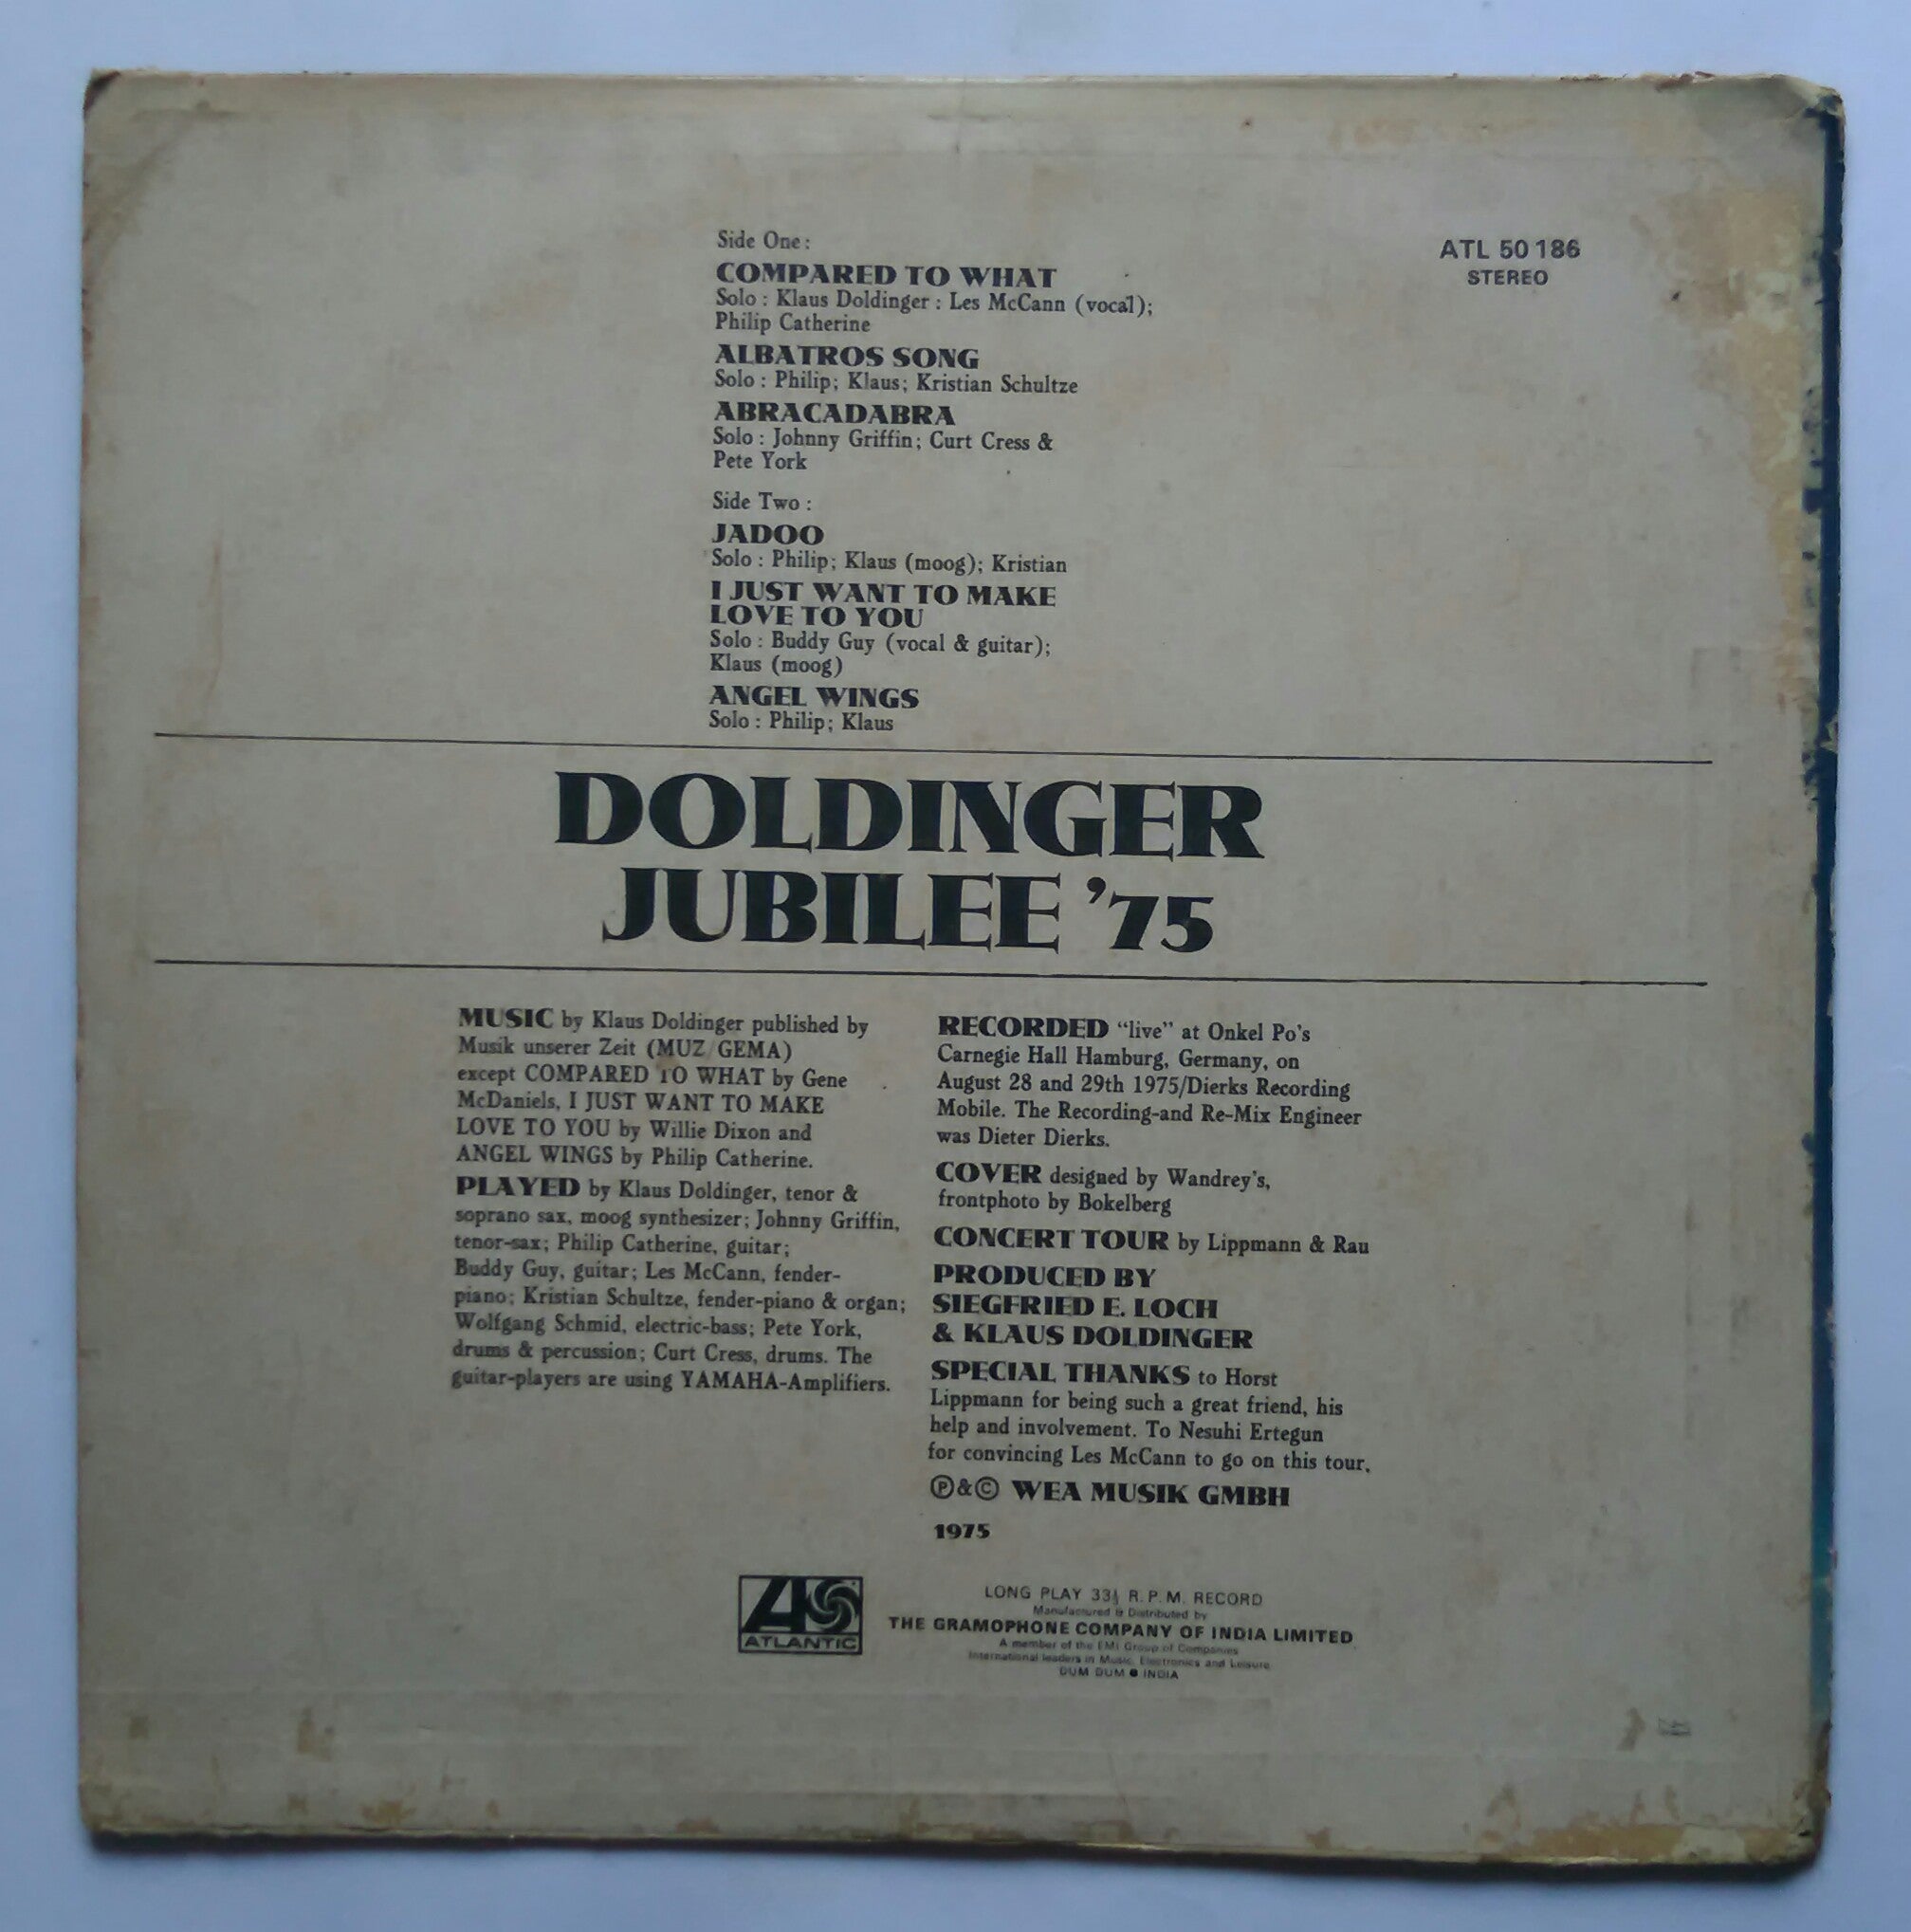 ATL 50 186
STEREO
Side One :
COMPARED TO WHAT
Solo : Klaus Doldinger : Les McCann (vocal);
Philip Catherine
ALBATROS SONG
Solo : Philip; Klaus; Kristian Schultze
ABRACADABRA
Solo : Johnny Griffin; Curt Cress &
Pete York
Side Two :
JADOO
Solo : Philip; Klaus (moog); Kristian
I JUST WANT TO MAKE
LOVE TO YOU
Solo : Buddy Guy (vocal & guitar);
Klaus (moog)
ANGEL WINGS
Solo : Philip; Klaus
DOLDINGER
JUBILEE '75
MUSIC by Klaus Doldinger published by
Musik unserer Zeit (MUZ/GEMA)
except COMPARED TO WHAT by Gene
McDaniels, I JUST WANT TO MAKE
LOVE TO YOU by Willie Dixon and
ANGEL WINGS by Philip Catherine.
PLAYED by Klaus Doldinger, tenor &
soprano sax, moog synthesizer; Johnny Griffin,
tenor-sax; Philip Catherine, guitar;
Buddy Guy, guitar; Les McCann, fender-
piano; Kristian Schultze, fender-piano & organ;
Wolfgang Schmid, electric-bass; Pete York,
drums & percussion; Curt Cress, drums. The
guitar-players are using YAMAHA-Amplifiers.
RECORDED "live" at Onkel Po's
Carnegie Hall Hamburg, Germany, on
August 28 and 29th 1975/Dierks Recording
Mobile. The Recording-and Re-Mix Engineer
was Dieter Dierks.
COVER designed by Wandrey's,
frontphoto by Bokelberg
CONCERT TOUR by Lippmann & Rau
PRODUCED BY
SIEGFRIED E. LOCH
& KLAUS DOLDINGER
SPECIAL THANKS to Horst
Lippmann for being such a great friend, his
help and involvement. To Nesuhi Ertegun
for convincing Les McCann to go on this tour.
Ⓟ&© WEA MUSIK GMBH
1975
ATLANTIC
LONG PLAY 33⅓ R.P.M. RECORD
Manufactured & Distributed by
THE GRAMOPHONE COMPANY OF INDIA LIMITED
A member of the EMI Group of Companies
International leaders in Music, Electronics and Leisure
DUM DUM ● INDIA